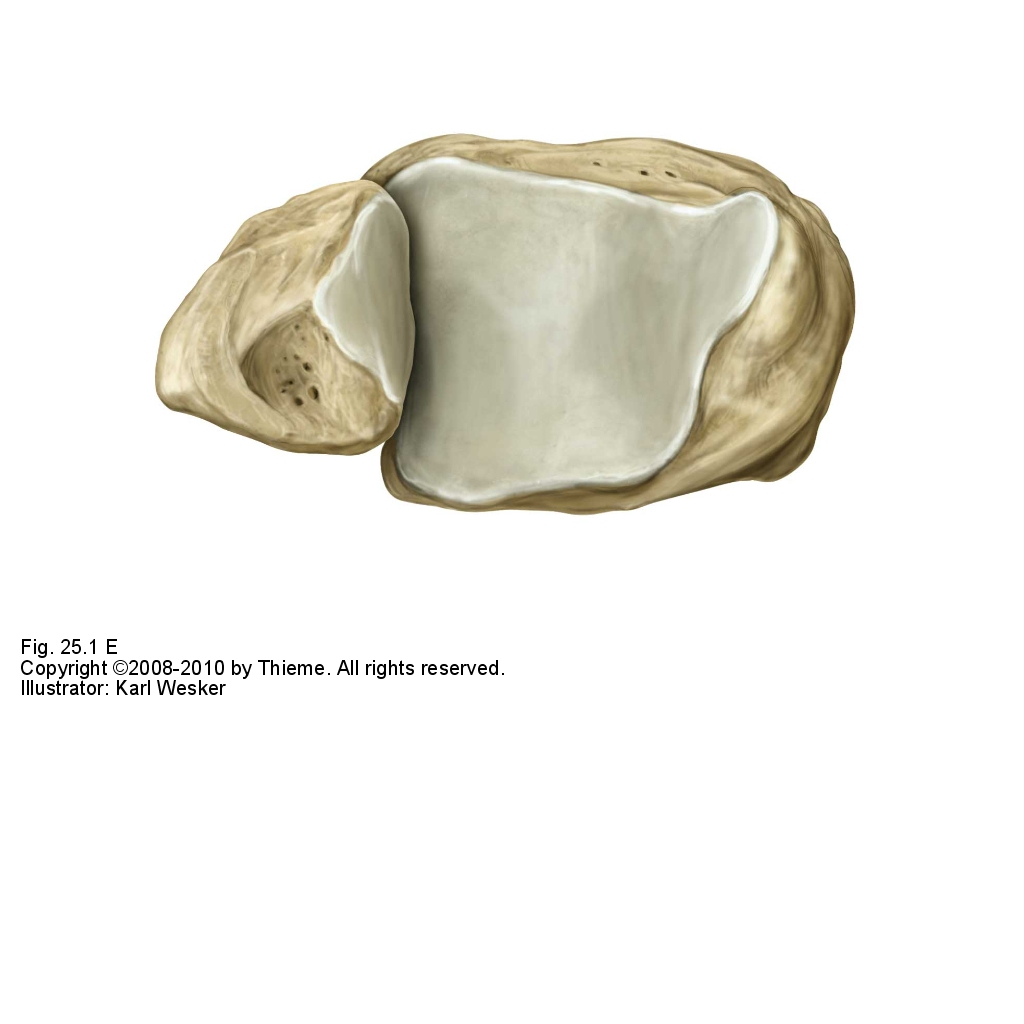 Fig. 25.1 E
Copyright ©2008-2010 by Thieme. All rights reserved.
Illustrator: Karl Wesker